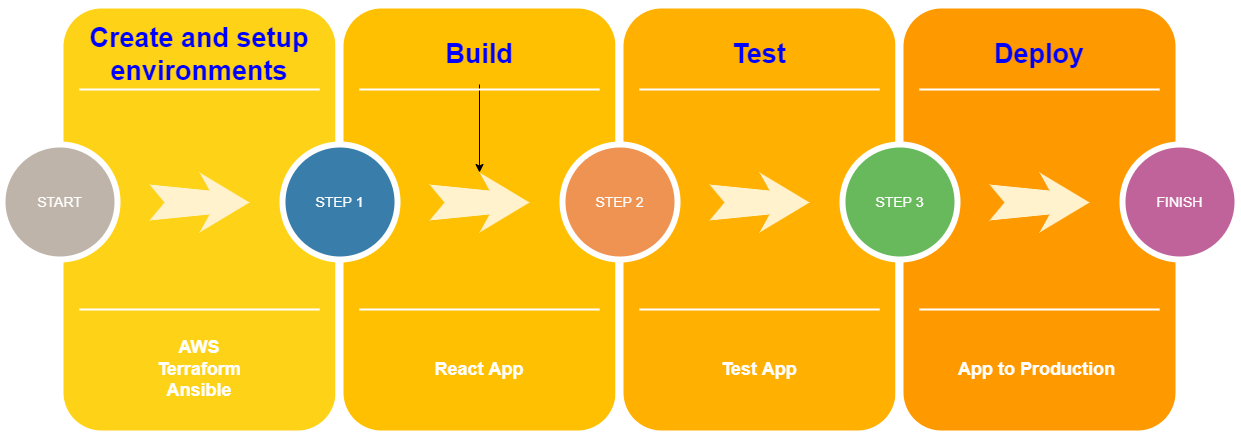 Create and setup
environments
Build
Test
Deploy
START
STEP 1
STEP 2
STEP 3
FINISH
AWS
Terraform
Ansible
React App
Test App
App to Production